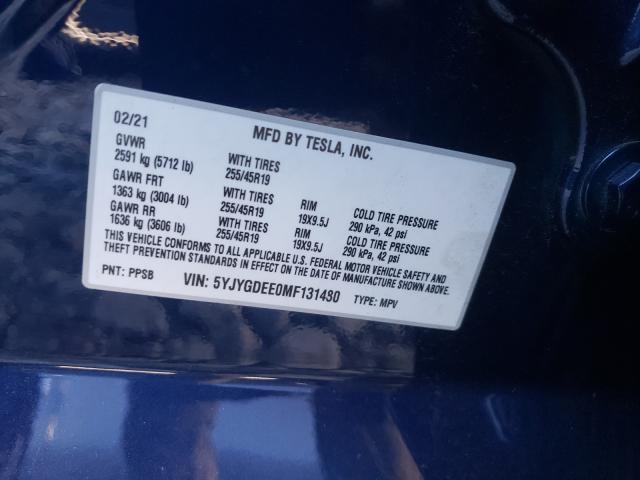 02/21 MFD BY TESLA, INC.
GVWR
2591 kg (5712 lb) WITH TIRES 255/45R19
GAWR FRT
1363 kg (3004 lb) WITH TIRES 255/45R19 RIM 19X9.5J COLD TIRE PRESSURE 290 kPa, 42 psi
GAWR RR
1636 kg (3606 lb) WITH TIRES 255/45R19 RIM 19X9.5J COLD TIRE PRESSURE 290 kPa, 42 psi
THIS VEHICLE CONFORMS TO ALL APPLICABLE U.S. FEDERAL MOTOR VEHICLE SAFETY AND
THEFT PREVENTION STANDARDS IN EFFECT ON THE DATE OF MANUFACTURE SHOWN ABOVE.
PNT: PPSB VIN: 5YJYGDEE0MF131430 TYPE: MPV